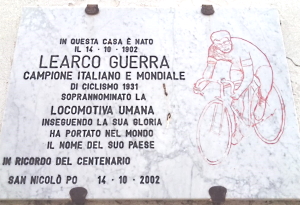 IN QUESTA CASA È NATO
IL 14 - 10 - 1902
LEARCO GUERRA
CAMPIONE ITALIANO E MONDIALE
DI CICLISMO 1931
SOPRANNOMINATO LA
LOCOMOTIVA UMANA
INSEGUENDO LA SUA GLORIA
HA PORTATO NEL MONDO
IL NOME DEL SUO PAESE
IN RICORDO DEL CENTENARIO
SAN NICOLÒ PO 14 - 10 - 2002